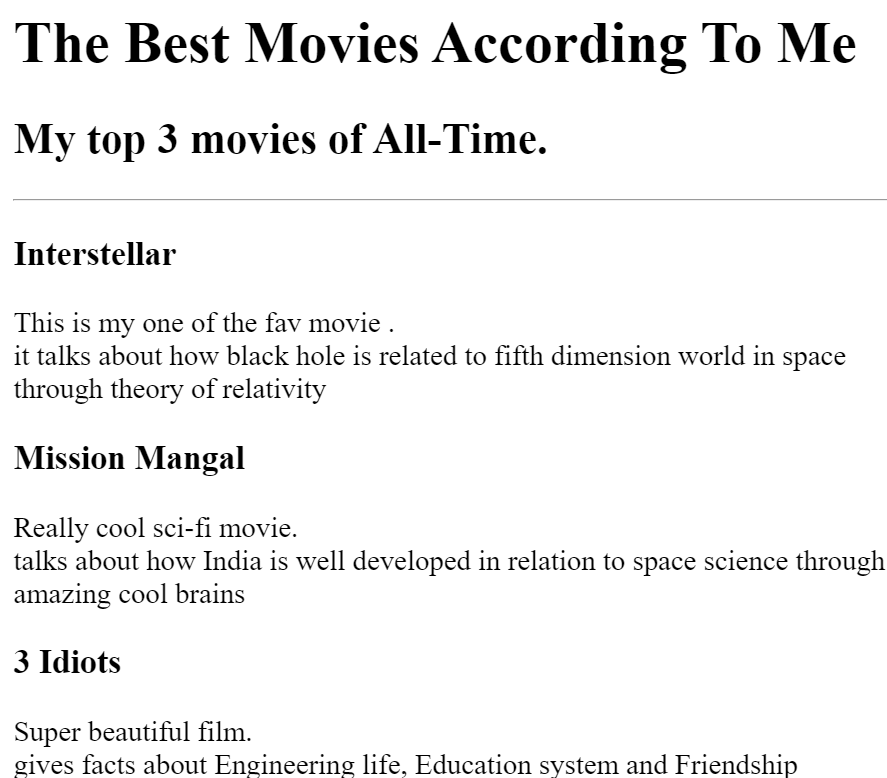 The Best Movies According To Me
My top 3 movies of All-Time.
Interstellar
This is my one of the fav movie .
it talks about how black hole is related to fifth dimension world in space
through theory of relativity
Mission Mangal
Really cool sci-fi movie.
talks about how India is well developed in relation to space science through
amazing cool brains
3 Idiots
Super beautiful film.
gives facts about Engineering life, Education system and Friendship